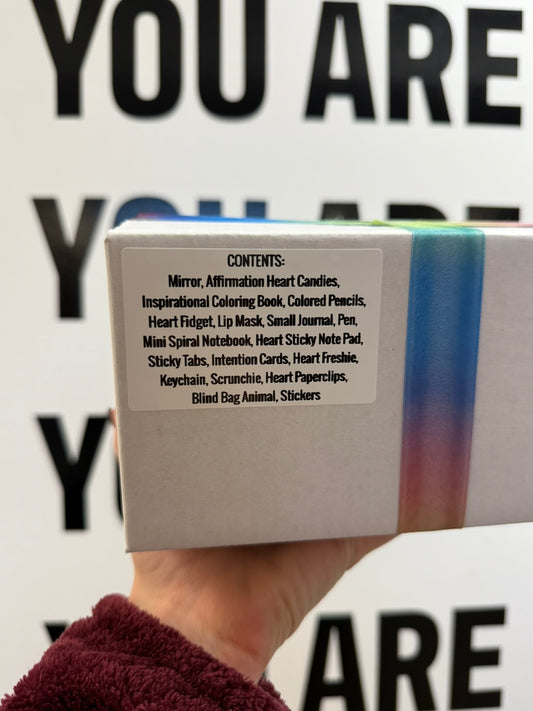 YOU ARE
YOU ARE
CONTENTS:
Mirror, Affirmation Heart Candies,
Inspirational Coloring Book, Colored Pencils,
Heart Fidget, Lip Mask, Small Journal, Pen,
Mini Spiral Notebook, Heart Sticky Note Pad,
Sticky Tabs, Intention Cards, Heart Freshie,
Keychain, Scrunchie, Heart Paperclips,
Blind Bag Animal, Stickers
ARE